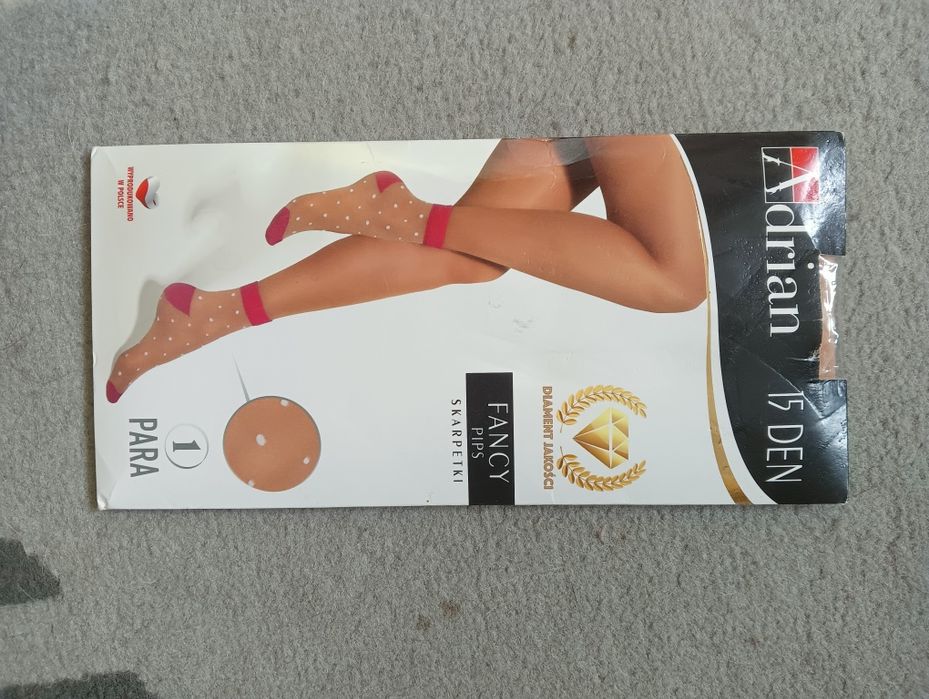 Adrian
15 DEN
DIAMENT JAKOŚCI
FANCY
PIPS
SKARPETKI
1
PARA
WYPRODUKOWANO
W POLSCE